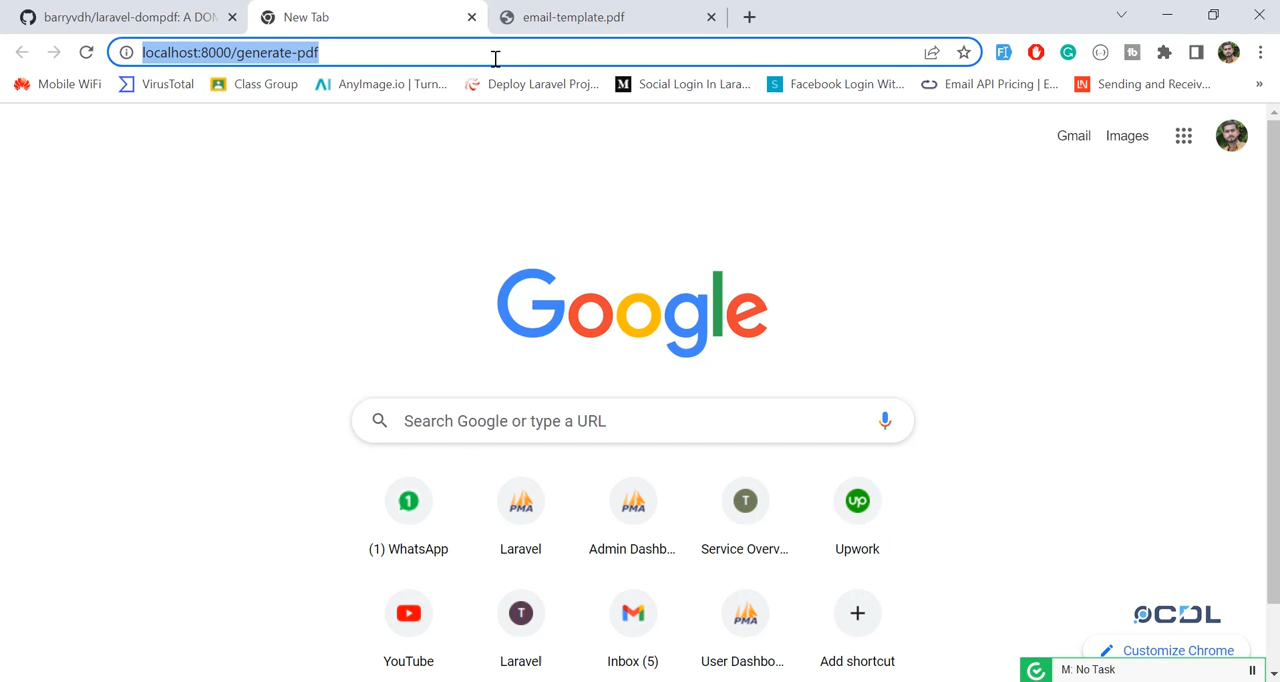 barryvdh/laravel-dompdf: A DOM
New Tab
email-template.pdf
localhost:8000/generate-pdf
Mobile WiFi
VirusTotal
Class Group
AnyImage.io | Turn...
Deploy Laravel Proj...
Social Login In Lara...
Facebook Login Wit...
Email API Pricing | E...
Sending and Receiv...
»
Gmail
Images
Google
Search Google or type a URL
(1) WhatsApp
Laravel
Admin Dashb...
Service Overv...
Upwork
YouTube
Laravel
Inbox (5)
User Dashbo...
Add shortcut
CDL
Customize Chrome
M: No Task